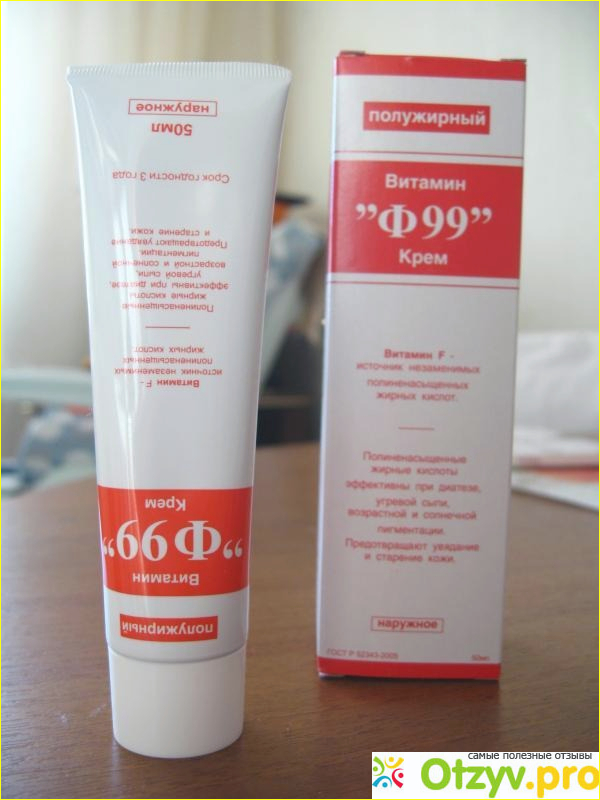 наружное
50мл
Срок годности 3 года
Предотвращают увядание
и старение кожи.
Полиненасыщенные
жирные кислоты
эффективны при диатезе,
угревой сыпи,
возрастной и солнечной
пигментации.
Витамин F -
источник незаменимых
полиненасыщенных
жирных кислот.
Витамин
"Ф 99"
Крем
полужирный
полужирный
Витамин
"Ф 99"
Крем
Витамин F -
источник незаменимых
полиненасыщенных
жирных кислот.
Полиненасыщенные
жирные кислоты
эффективны при диатезе,
угревой сыпи,
возрастной и солнечной
пигментации.
Предотвращают увядание
и старение кожи.
наружное
ГОСТ Р 52343-2005
50мл
самые полезные отзывы
Otzyv.pro